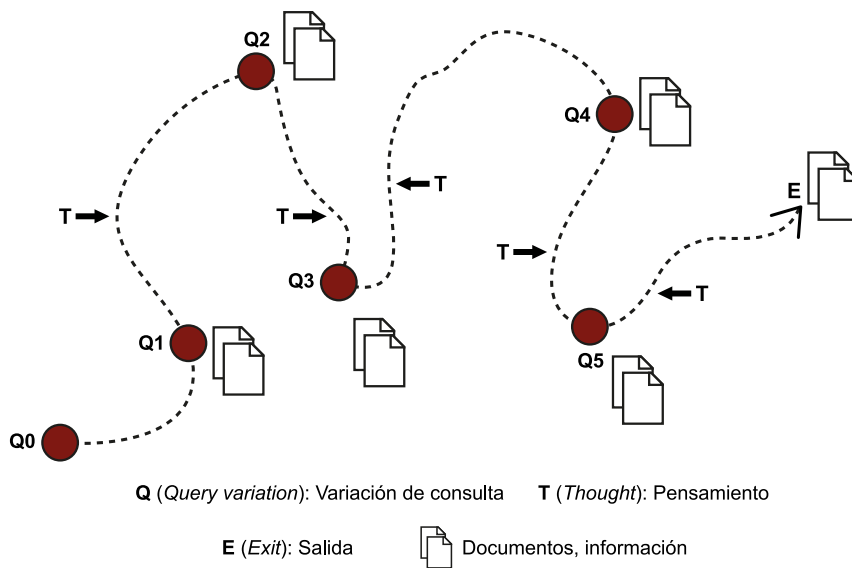 Q2
Q4
E
T
T
T
T
Q3
T
Q1
Q5
Q0
Q (Query variation): Variación de consulta T (Thought): Pensamiento
E (Exit): Salida Documentos, información